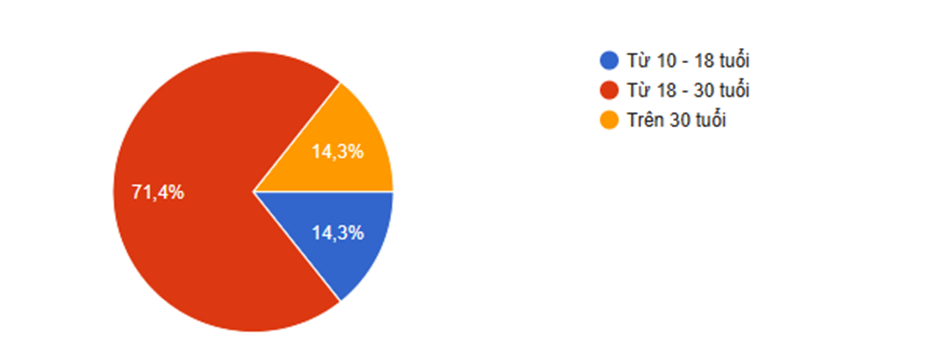 Từ 10 - 18 tuổi
Từ 18 - 30 tuổi
Trên 30 tuổi
14,3%
71,4%
14,3%